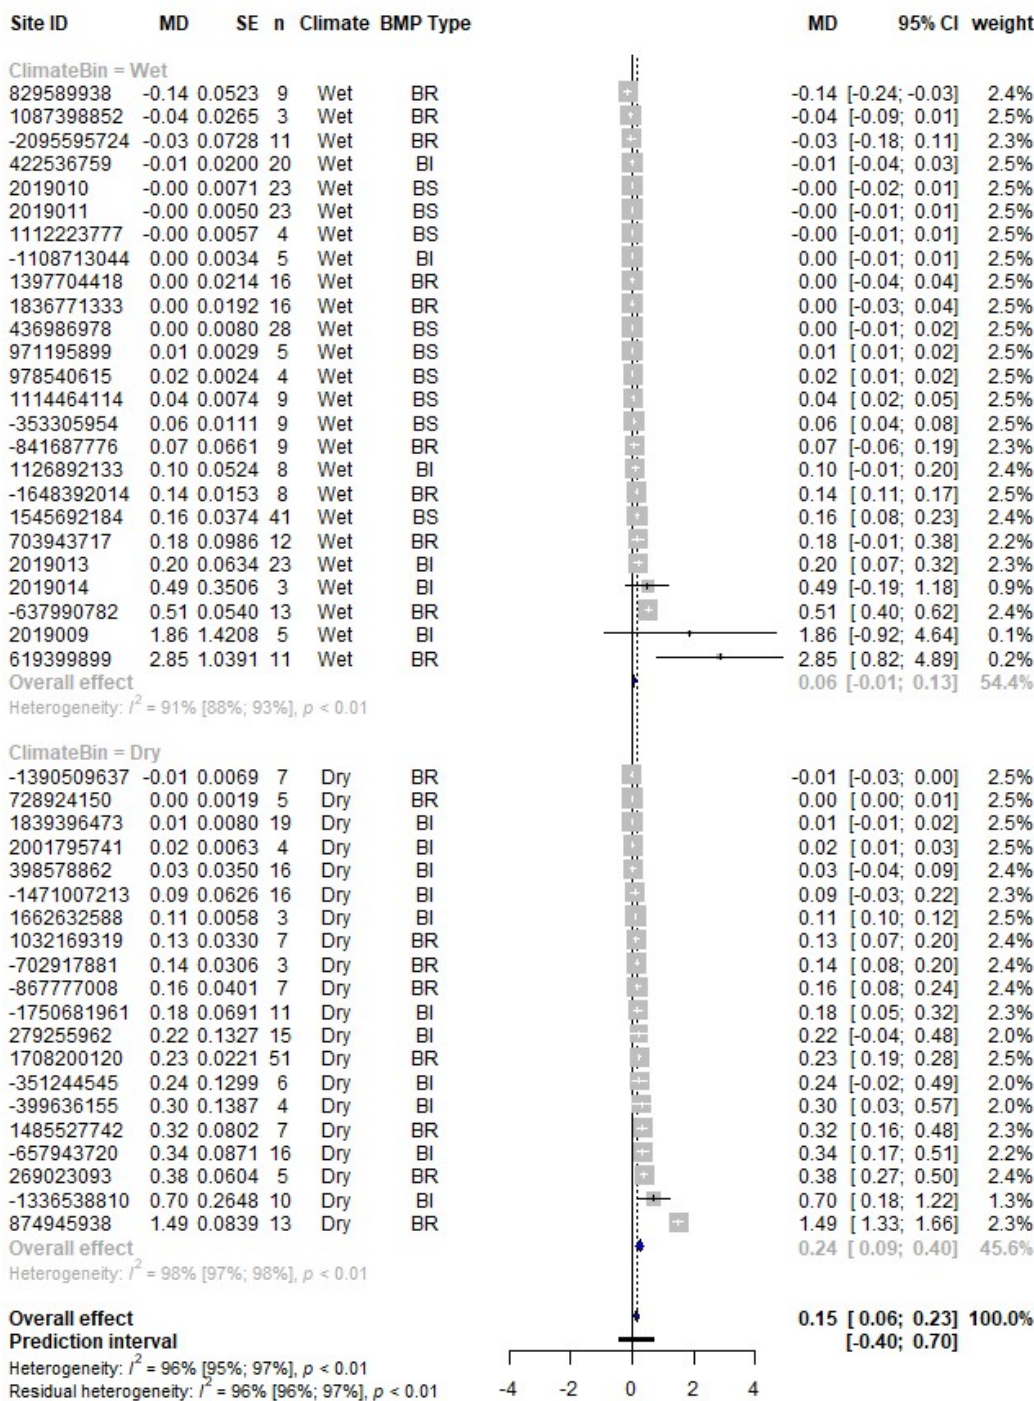 Site ID MD SE n Climate BMP Type MD 95% CI weight
ClimateBin = Wet
829589938 -0.14 0.0523 9 Wet BR -0.14 [-0.24; -0.03] 2.4%
1087398852 -0.04 0.0265 3 Wet BR -0.04 [-0.09; 0.01] 2.5%
-2095595724 -0.03 0.0728 11 Wet BR -0.03 [-0.18; 0.11] 2.3%
422536759 -0.01 0.0200 20 Wet BI -0.01 [-0.04; 0.03] 2.5%
2019010 -0.00 0.0071 23 Wet BS -0.00 [-0.02; 0.01] 2.5%
2019011 -0.00 0.0050 23 Wet BS -0.00 [-0.01; 0.01] 2.5%
1112223777 -0.00 0.0057 4 Wet BS -0.00 [-0.01; 0.01] 2.5%
-1108713044 0.00 0.0034 5 Wet BI 0.00 [-0.01; 0.01] 2.5%
1397704418 0.00 0.0214 16 Wet BR 0.00 [-0.04; 0.04] 2.5%
1836771333 0.00 0.0192 16 Wet BR 0.00 [-0.03; 0.04] 2.5%
436986978 0.00 0.0080 28 Wet BS 0.00 [-0.01; 0.02] 2.5%
971195899 0.01 0.0029 5 Wet BS 0.01 [ 0.01; 0.02] 2.5%
978540615 0.02 0.0024 4 Wet BS 0.02 [ 0.01; 0.02] 2.5%
1114464114 0.04 0.0074 9 Wet BS 0.04 [ 0.02; 0.05] 2.5%
-353305954 0.06 0.0111 9 Wet BS 0.06 [ 0.04; 0.08] 2.5%
-841687776 0.07 0.0661 9 Wet BR 0.07 [-0.06; 0.19] 2.3%
1126892133 0.10 0.0524 8 Wet BI 0.10 [-0.01; 0.20] 2.4%
-1648392014 0.14 0.0153 8 Wet BR 0.14 [ 0.11; 0.17] 2.5%
1545692184 0.16 0.0374 41 Wet BS 0.16 [ 0.08; 0.23] 2.4%
703943717 0.18 0.0986 12 Wet BR 0.18 [-0.01; 0.38] 2.2%
2019013 0.20 0.0634 23 Wet BI 0.20 [ 0.07; 0.32] 2.3%
2019014 0.49 0.3506 3 Wet BI 0.49 [-0.19; 1.18] 0.9%
-637990782 0.51 0.0540 13 Wet BR 0.51 [ 0.40; 0.62] 2.4%
2019009 1.86 1.4208 5 Wet BI 1.86 [-0.92; 4.64] 0.1%
619399899 2.85 1.0391 11 Wet BR 2.85 [ 0.82; 4.89] 0.2%
Overall effect 0.06 [-0.01; 0.13] 54.4%
Heterogeneity: I² = 91% [88%; 93%], p < 0.01
ClimateBin = Dry
-1390509637 -0.01 0.0069 7 Dry BR -0.01 [-0.03; 0.00] 2.5%
728924150 0.00 0.0019 5 Dry BR 0.00 [ 0.00; 0.01] 2.5%
1839396473 0.01 0.0080 19 Dry BI 0.01 [-0.01; 0.02] 2.5%
2001795741 0.02 0.0063 4 Dry BI 0.02 [ 0.01; 0.03] 2.5%
398578862 0.03 0.0350 16 Dry BI 0.03 [-0.04; 0.09] 2.4%
-1471007213 0.09 0.0626 16 Dry BI 0.09 [-0.03; 0.22] 2.3%
1662632588 0.11 0.0058 3 Dry BI 0.11 [ 0.10; 0.12] 2.5%
1032169319 0.13 0.0330 7 Dry BR 0.13 [ 0.07; 0.20] 2.4%
-702917881 0.14 0.0306 3 Dry BR 0.14 [ 0.08; 0.20] 2.4%
-867777008 0.16 0.0401 7 Dry BR 0.16 [ 0.08; 0.24] 2.4%
-1750681961 0.18 0.0691 11 Dry BI 0.18 [ 0.05; 0.32] 2.3%
279255962 0.22 0.1327 15 Dry BI 0.22 [-0.04; 0.48] 2.0%
1708200120 0.23 0.0221 51 Dry BR 0.23 [ 0.19; 0.28] 2.5%
-351244545 0.24 0.1299 6 Dry BI 0.24 [-0.02; 0.49] 2.0%
-399636155 0.30 0.1387 4 Dry BI 0.30 [ 0.03; 0.57] 2.0%
1485527742 0.32 0.0802 7 Dry BR 0.32 [ 0.16; 0.48] 2.3%
-657943720 0.34 0.0871 16 Dry BI 0.34 [ 0.17; 0.51] 2.2%
269023093 0.38 0.0604 5 Dry BR 0.38 [ 0.27; 0.50] 2.4%
-1336538810 0.70 0.2648 10 Dry BI 0.70 [ 0.18; 1.22] 1.3%
874945938 1.49 0.0839 13 Dry BR 1.49 [ 1.33; 1.66] 2.3%
Overall effect 0.24 [ 0.09; 0.40] 45.6%
Heterogeneity: I² = 98% [97%; 98%], p < 0.01
Overall effect 0.15 [ 0.06; 0.23] 100.0%
Prediction interval [-0.40; 0.70]
Heterogeneity: I² = 96% [95%; 97%], p < 0.01
Residual heterogeneity: I² = 96% [96%; 97%], p < 0.01
-4 -2 0 2 4